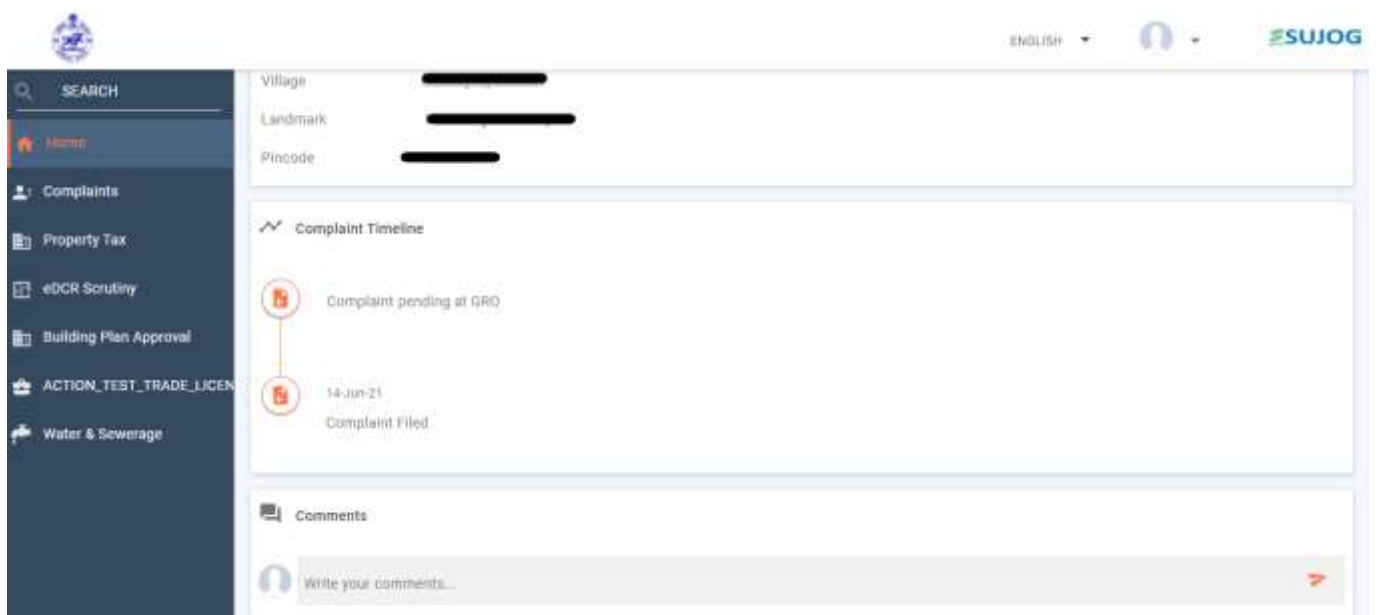 ENGLISH
SUJOG
SEARCH
Home
Complaints
Property Tax
eDCR Scrutiny
Building Plan Approval
ACTION_TEST_TRADE_LICEN
Water & Sewerage
Village
Landmark
Pincode
Complaint Timeline
Complaint pending at GRO
14-Jun-21
Complaint Filed
Comments
Write your comments...